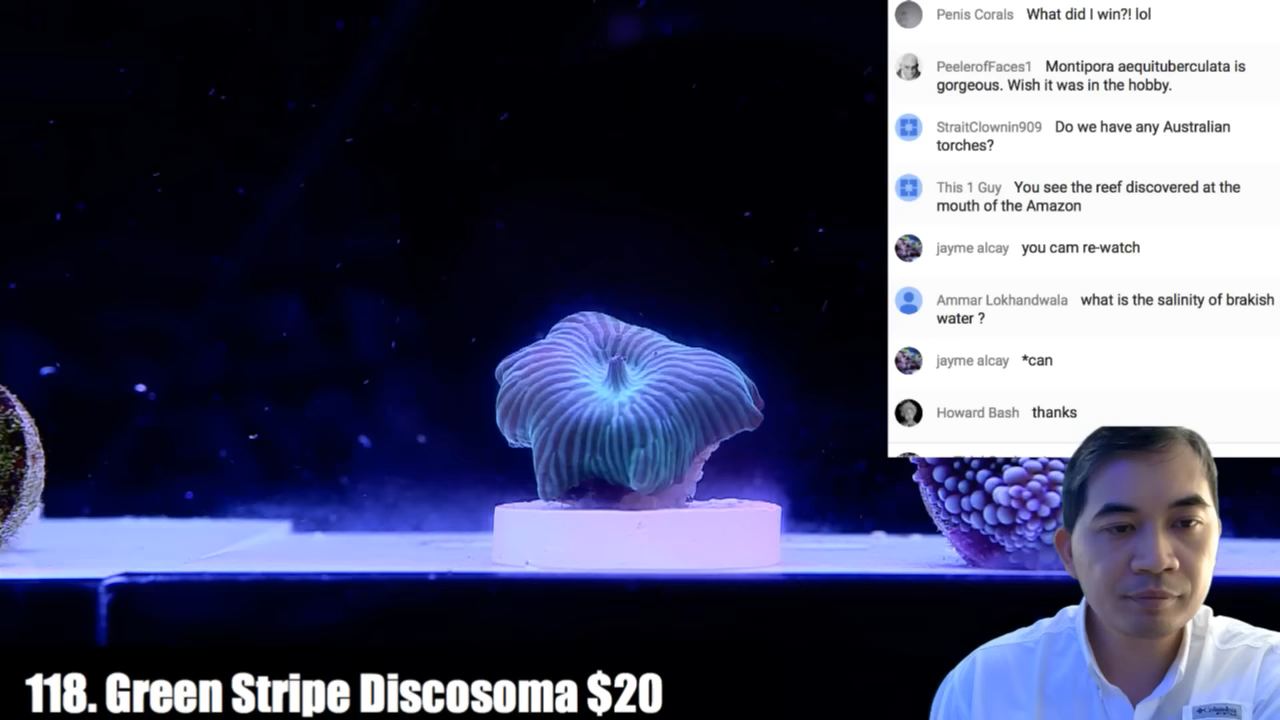 Penis Corals What did I win?! lol
PeelerofFaces1 Montipora aequituberculata is
gorgeous. Wish it was in the hobby.
StraitClownin909 Do we have any Australian
torches?
This 1 Guy You see the reef discovered at the
mouth of the Amazon
jayme alcay you cam re-watch
Ammar Lokhandwala what is the salinity of brakish
water ?
jayme alcay *can
Howard Bash thanks
Columbia
118. Green Stripe Discosoma $20